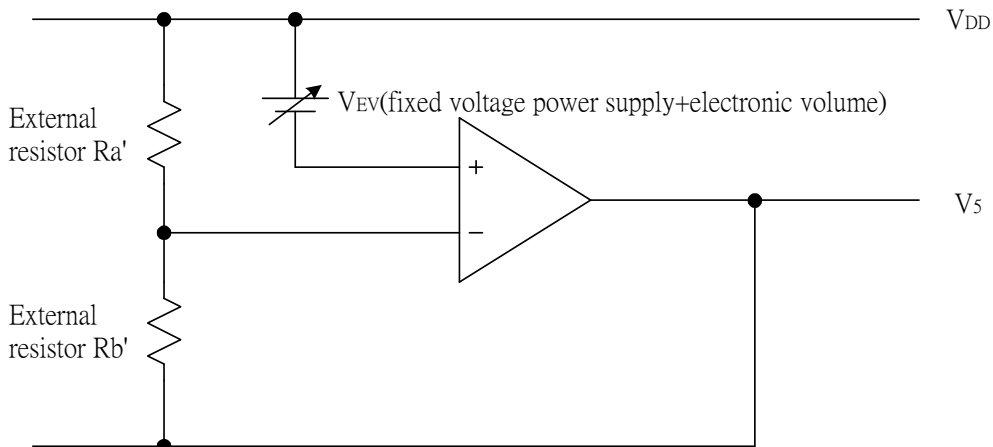 VDD
VEV(fixed voltage power supply+electronic volume)
External
resistor Ra'
+
−
V5
External
resistor Rb'